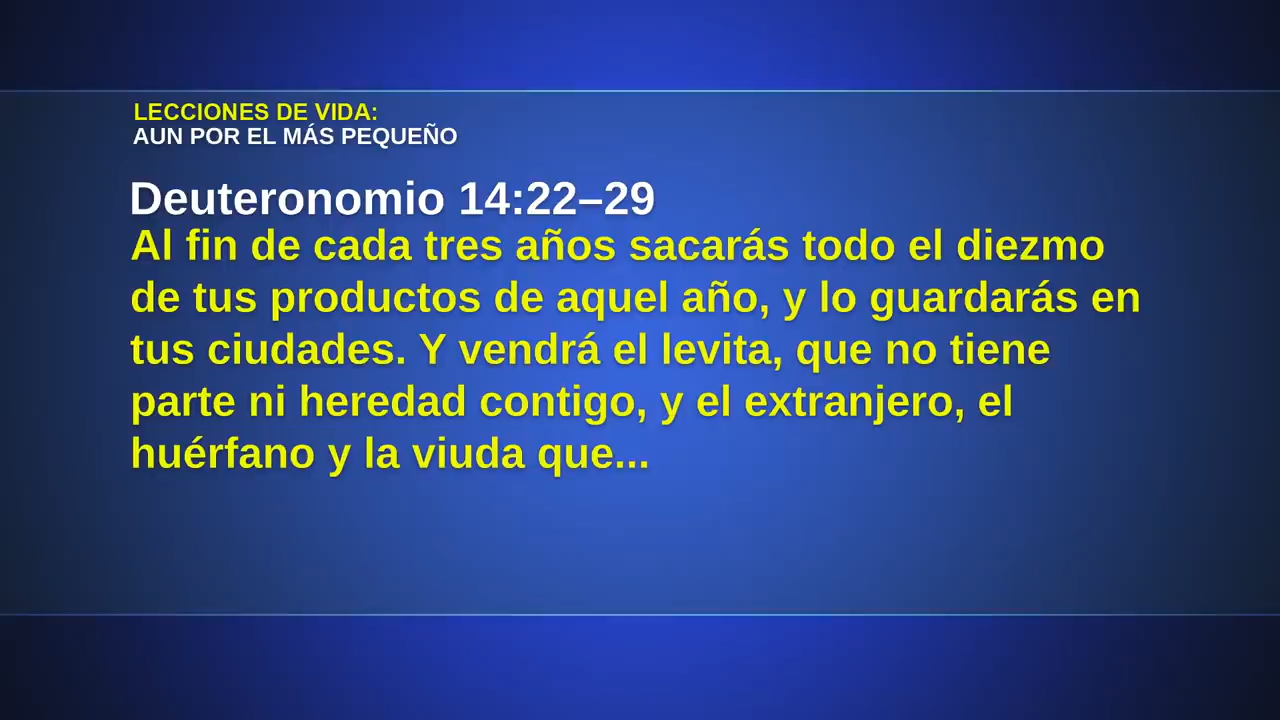 LECCIONES DE VIDA:
AUN POR EL MÁS PEQUEÑO
Deuteronomio 14:22–29
Al fin de cada tres años sacarás todo el diezmo
de tus productos de aquel año, y lo guardarás en
tus ciudades. Y vendrá el levita, que no tiene
parte ni heredad contigo, y el extranjero, el
huérfano y la viuda que...